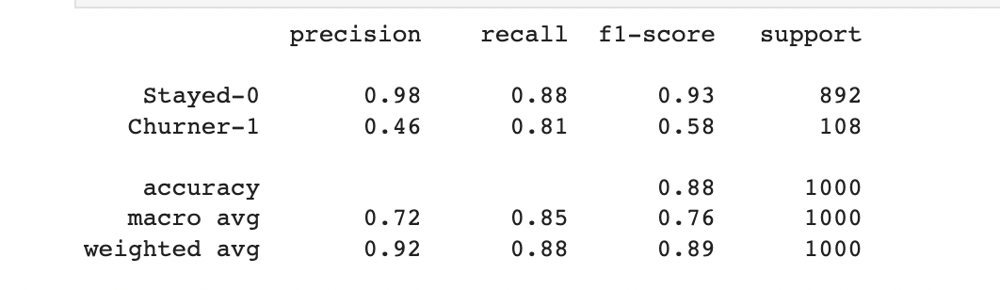 precision recall f1-score support
Stayed-0 0.98 0.88 0.93 892
Churner-1 0.46 0.81 0.58 108
accuracy 0.88 1000
macro avg 0.72 0.85 0.76 1000
weighted avg 0.92 0.88 0.89 1000